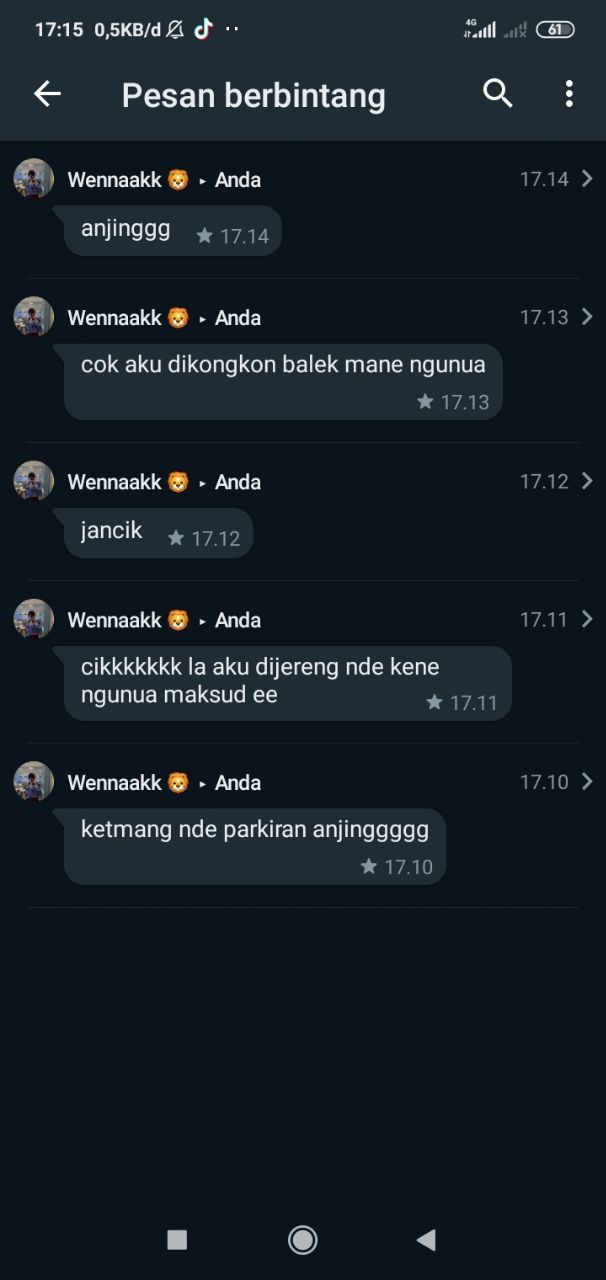 17:15 0,5KB/d
4G
61
Pesan berbintang
Wennaakk 🦁 ▸ Anda 17.14
anjinggg ★ 17.14
Wennaakk 🦁 ▸ Anda 17.13
cok aku dikongkon balek mane ngunua
★ 17.13
Wennaakk 🦁 ▸ Anda 17.12
jancik ★ 17.12
Wennaakk 🦁 ▸ Anda 17.11
cikkkkkkk la aku dijereng nde kene
ngunua maksud ee ★ 17.11
Wennaakk 🦁 ▸ Anda 17.10
ketmang nde parkiran anjinggggg
★ 17.10